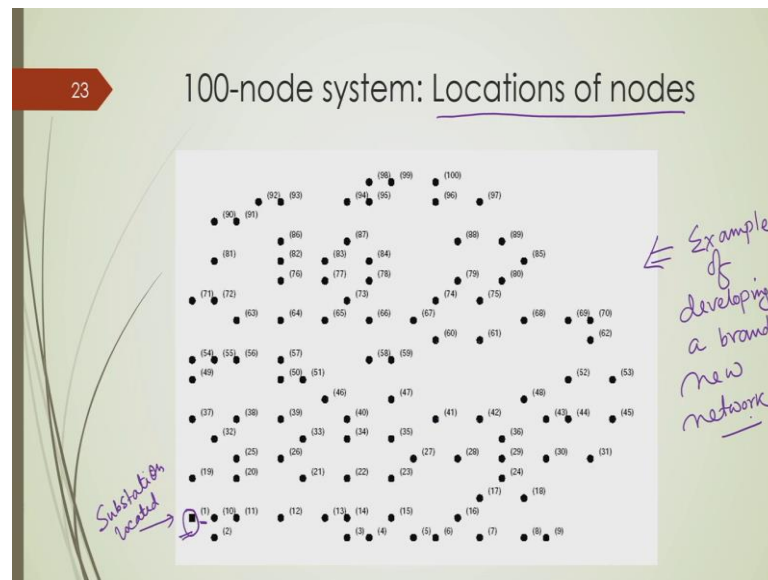 23
100-node system: Locations of nodes
(98) (99) (100)
(92) (93) (94) (95) (96) (97)
(90) (91)
(86) (87) (88) (89)
(81) (82) (83) (84) (85)
(76) (77) (78) (79) (80)
(71) (72) (73) (74) (75)
(63) (64) (65) (66) (67) (68) (69) (70)
(60) (61) (62)
(54) (55) (56) (57) (58) (59)
(49) (50) (51) (52) (53)
(46) (47) (48)
(37) (38) (39) (40) (41) (42) (43) (44) (45)
(32) (33) (34) (35) (36)
(25) (26) (27) (28) (29) (30) (31)
(19) (20) (21) (22) (23) (24)
(17) (18)
(1) (10) (11) (12) (13) (14) (15) (16)
(2) (3) (4) (5) (6) (7) (8) (9)
Substation
located
Example
of
developing
a brand
new
network